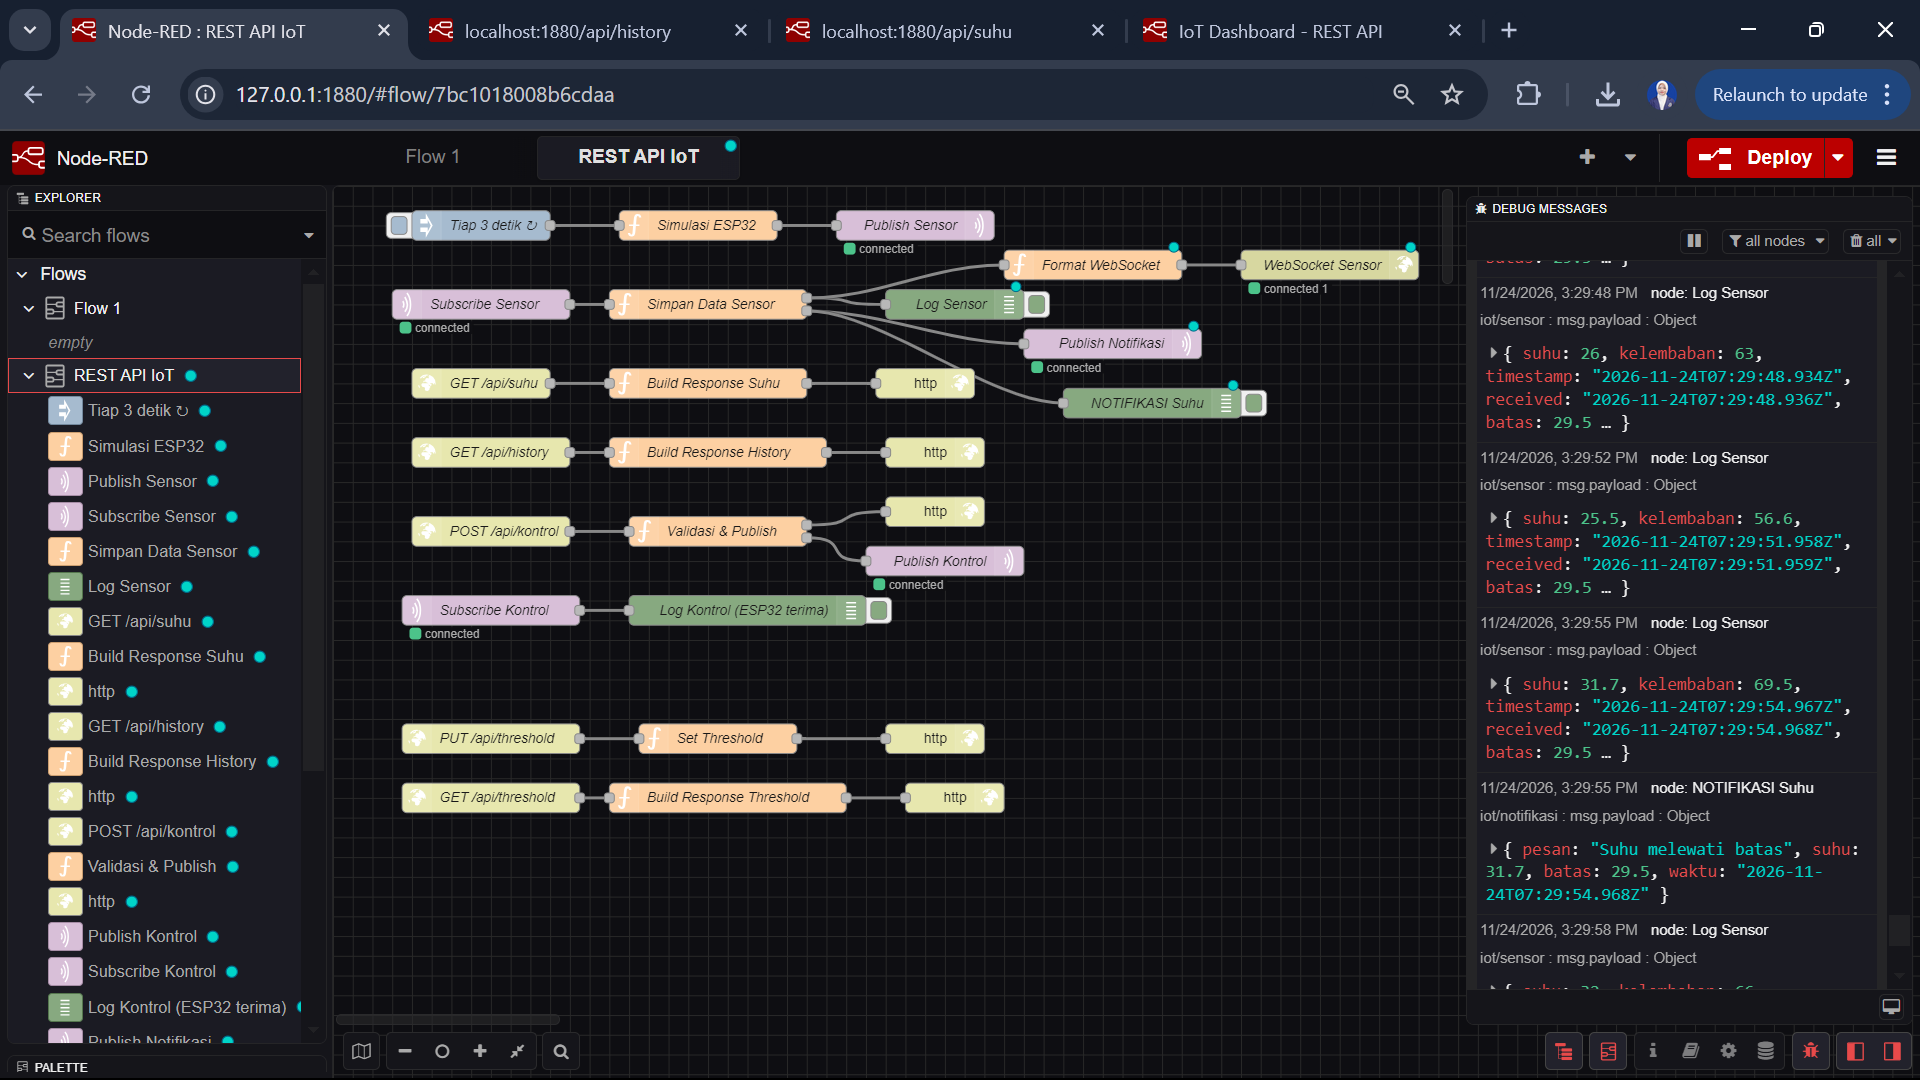 Node-RED : REST API IoT
localhost:1880/api/history
localhost:1880/api/suhu
IoT Dashboard - REST API
127.0.0.1:1880/#flow/7bc1018008b6cdaa
Relaunch to update
Node-RED
Flow 1
REST API IoT
Deploy
EXPLORER
Search flows
Flows
Flow 1
empty
REST API IoT
Tiap 3 detik ↻
Simulasi ESP32
Publish Sensor
Subscribe Sensor
Simpan Data Sensor
Log Sensor
GET /api/suhu
Build Response Suhu
http
GET /api/history
Build Response History
http
POST /api/kontrol
Validasi & Publish
http
Publish Kontrol
Subscribe Kontrol
Log Kontrol (ESP32 terima)
Publish Notifikasi
PALETTE
Tiap 3 detik ↻
Simulasi ESP32
Publish Sensor
connected
Format WebSocket
WebSocket Sensor
connected 1
Subscribe Sensor
connected
Simpan Data Sensor
Log Sensor
Publish Notifikasi
connected
GET /api/suhu
Build Response Suhu
http
NOTIFIKASI Suhu
GET /api/history
Build Response History
http
POST /api/kontrol
Validasi & Publish
http
Publish Kontrol
connected
Subscribe Kontrol
connected
Log Kontrol (ESP32 terima)
PUT /api/threshold
Set Threshold
http
GET /api/threshold
Build Response Threshold
http
DEBUG MESSAGES
all nodes
all
batas: 29.5 … }
11/24/2026, 3:29:48 PM node: Log Sensor
iot/sensor : msg.payload : Object
{ suhu: 26, kelembaban: 63,
timestamp: "2026-11-24T07:29:48.934Z",
received: "2026-11-24T07:29:48.936Z",
batas: 29.5 … }
11/24/2026, 3:29:52 PM node: Log Sensor
iot/sensor : msg.payload : Object
{ suhu: 25.5, kelembaban: 56.6,
timestamp: "2026-11-24T07:29:51.958Z",
received: "2026-11-24T07:29:51.959Z",
batas: 29.5 … }
11/24/2026, 3:29:55 PM node: Log Sensor
iot/sensor : msg.payload : Object
{ suhu: 31.7, kelembaban: 69.5,
timestamp: "2026-11-24T07:29:54.967Z",
received: "2026-11-24T07:29:54.968Z",
batas: 29.5 … }
11/24/2026, 3:29:55 PM node: NOTIFIKASI Suhu
iot/notifikasi : msg.payload : Object
{ pesan: "Suhu melewati batas", suhu:
31.7, batas: 29.5, waktu: "2026-11-
24T07:29:54.968Z" }
11/24/2026, 3:29:58 PM node: Log Sensor
iot/sensor : msg.payload : Object